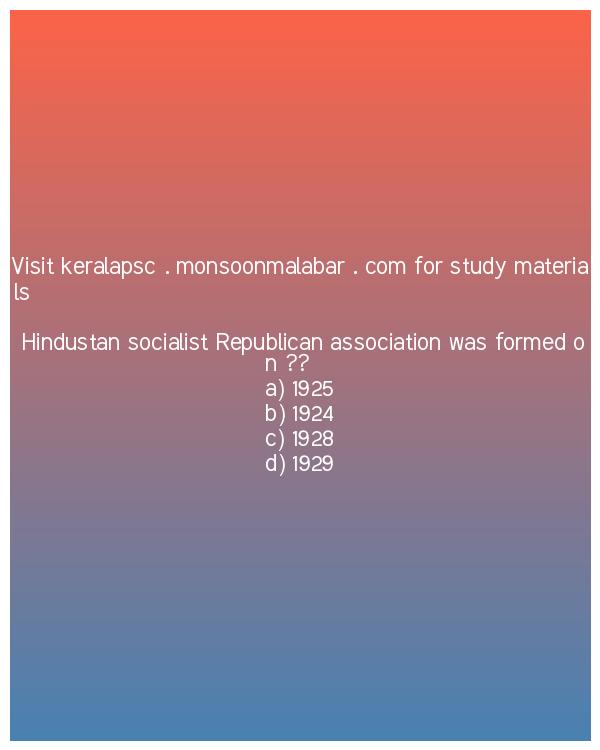 Visit keralapsc . monsoonmalabar . com for study materia
ls
Hindustan socialist Republican association was formed o
n ??
a) 1925
b) 1924
c) 1928
d) 1929